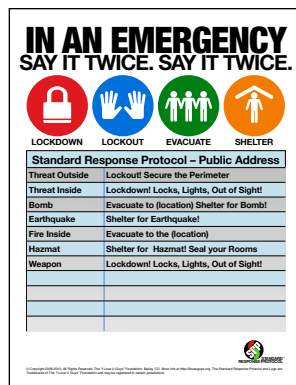 IN AN EMERGENCY
SAY IT TWICE. SAY IT TWICE.
LOCKDOWN LOCKOUT EVACUATE SHELTER
Standard Response Protocol – Public Address
Threat Outside Lockout! Secure the Perimeter
Threat Inside Lockdown! Locks, Lights, Out of Sight!
Bomb Evacuate to (location) Shelter for Bomb!
Earthquake Shelter for Earthquake!
Fire Inside Evacuate to the (location)
Hazmat Shelter for Hazmat! Seal your Rooms
Weapon Lockdown! Locks, Lights, Out of Sight!
STANDARD
RESPONSE PROTOCOL